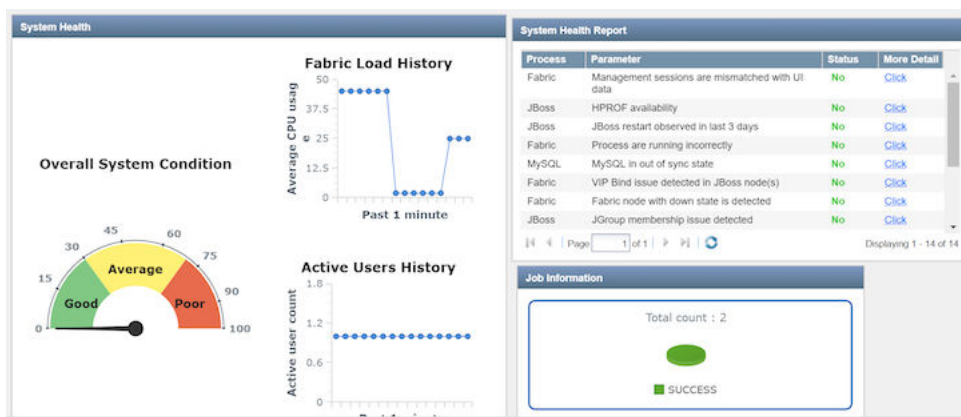 System Health
Fabric Load History
50
37.5
25
12.5
0
Average CPU usag
e
Past 1 minute
Overall System Condition
0
15
30
45
60
75
90
100
Good
Average
Poor
Active Users History
1.8
1.2
0.6
0
Active user count
Past 1 minute
System Health Report
Process Parameter Status More Detail
Fabric Management sessions are mismatched with UI data No Click
JBoss HPROF availability No Click
JBoss JBoss restart observed in last 3 days No Click
Fabric Process are running incorrectly No Click
MySQL MySQL in out of sync state No Click
Fabric VIP Bind issue detected in JBoss node(s) No Click
Fabric Fabric node with down state is detected No Click
JBoss JGroup membership issue detected No Click
Page 1 of 1 Displaying 1 - 14 of 14
Job Information
Total count : 2
SUCCESS